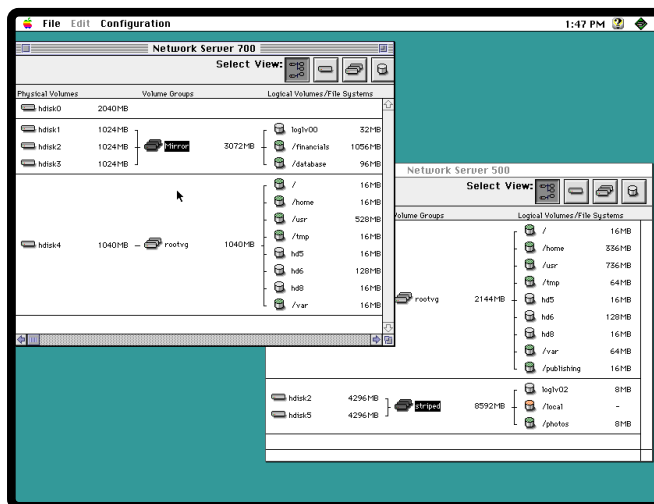 File Edit Configuration 1:47 PM
Network Server 700
Select View:
Physical Volumes Volume Groups Logical Volumes/File Systems
hdisk0 2040MB
hdisk1 1024MB
hdisk2 1024MB
hdisk3 1024MB
Mirror 3072MB
loglv00 32MB
/financials 1056MB
/database 96MB
hdisk4 1040MB
rootvg 1040MB
/ 16MB
/home 16MB
/usr 528MB
/tmp 16MB
hd5 16MB
hd6 128MB
hd8 16MB
/var 16MB
Network Server 500
Select View:
Volume Groups Logical Volumes/File Systems
rootvg 2144MB
/ 16MB
/home 336MB
/usr 736MB
/tmp 64MB
hd5 16MB
hd6 128MB
hd8 16MB
/var 64MB
/publishing 16MB
hdisk2 4296MB
hdisk5 4296MB
striped 8592MB
loglv02 8MB
/local -
/photos 8MB